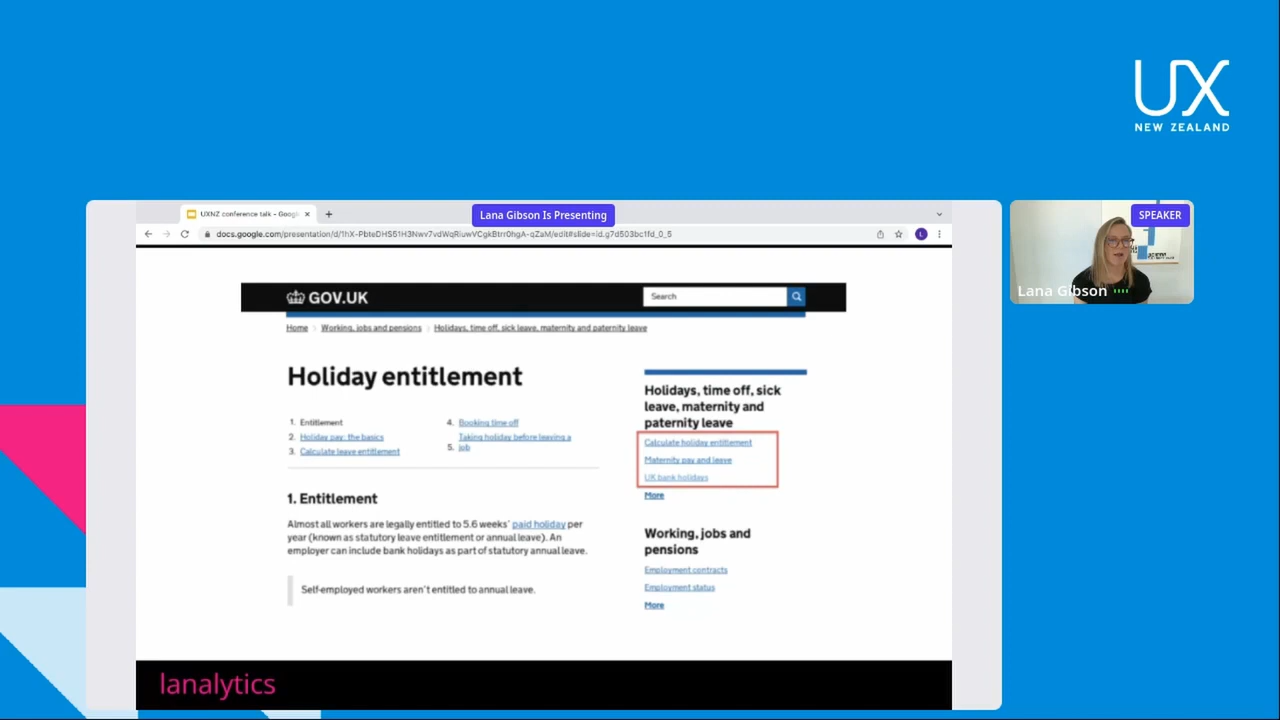 UX
NEW ZEALAND
UXNZ conference talk - Googl
Lana Gibson Is Presenting
SPEAKER
Lana Gibson
GOV.UK
Search
Home
Working, jobs and pensions
Holidays, time off, sick leave, maternity and paternity leave
Holiday entitlement
1. Entitlement
2. Holiday pay: the basics
3. Calculate leave entitlement
4. Booking time off
5. Taking holiday before leaving a
job
1. Entitlement
Almost all workers are legally entitled to 5.6 weeks' paid holiday per
year (known as statutory leave entitlement or annual leave). An
employer can include bank holidays as part of statutory annual leave.
Self-employed workers aren't entitled to annual leave.
Holidays, time off, sick
leave, maternity and
paternity leave
Calculate holiday entitlement
Maternity pay and leave
UK bank holidays
More
Working, jobs and
pensions
Employment contracts
Employment status
More
lanalytics